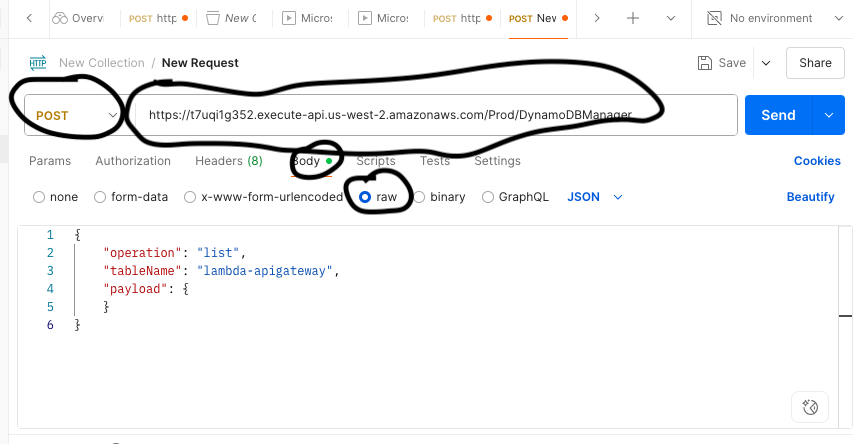 Overvi POST http New C Micros Micros POST http POST Nev No environment
HTTP New Collection / New Request Save Share
POST https://t7uqi1g352.execute-api.us-west-2.amazonaws.com/Prod/DynamoDBManager Send
Params Authorization Headers (8) Body Scripts Tests Settings Cookies
none form-data x-www-form-urlencoded raw binary GraphQL JSON Beautify
1 {
2 "operation": "list",
3 "tableName": "lambda-apigateway",
4 "payload": {
5 }
6 }